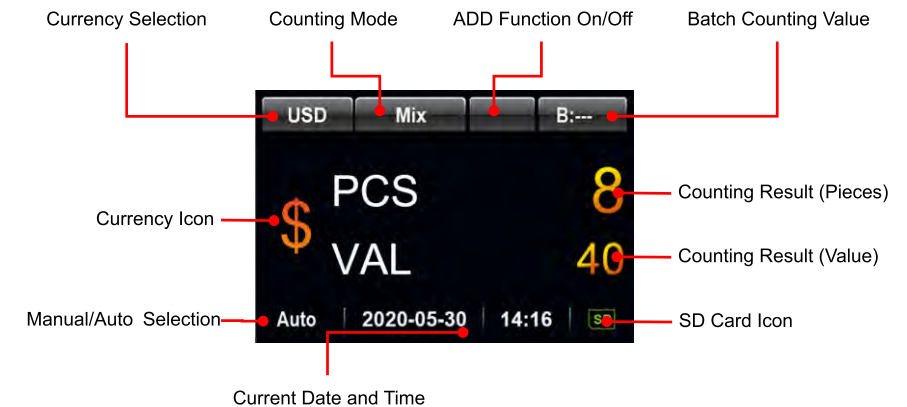 Currency Selection
Counting Mode
ADD Function On/Off
Batch Counting Value
USD
Mix
B:---
PCS
8
Counting Result (Pieces)
Currency Icon
$
VAL
40
Counting Result (Value)
Manual/Auto Selection
Auto
2020-05-30
14:16
SD
SD Card Icon
Current Date and Time